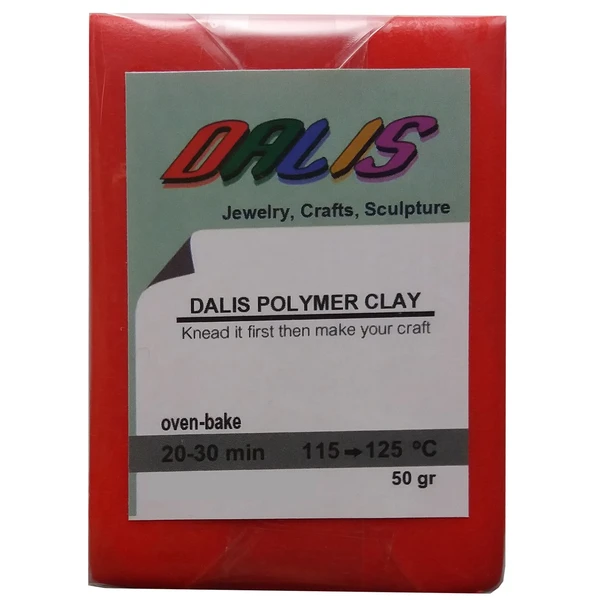 DALIS
Jewelry, Crafts, Sculpture
DALIS POLYMER CLAY
Knead it first then make your craft
oven-bake
20-30 min 115→125 ºC
50 gr